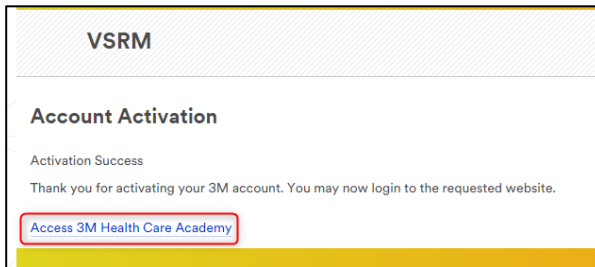 VSRM
Account Activation
Activation Success
Thank you for activating your 3M account. You may now login to the requested website.
Access 3M Health Care Academy